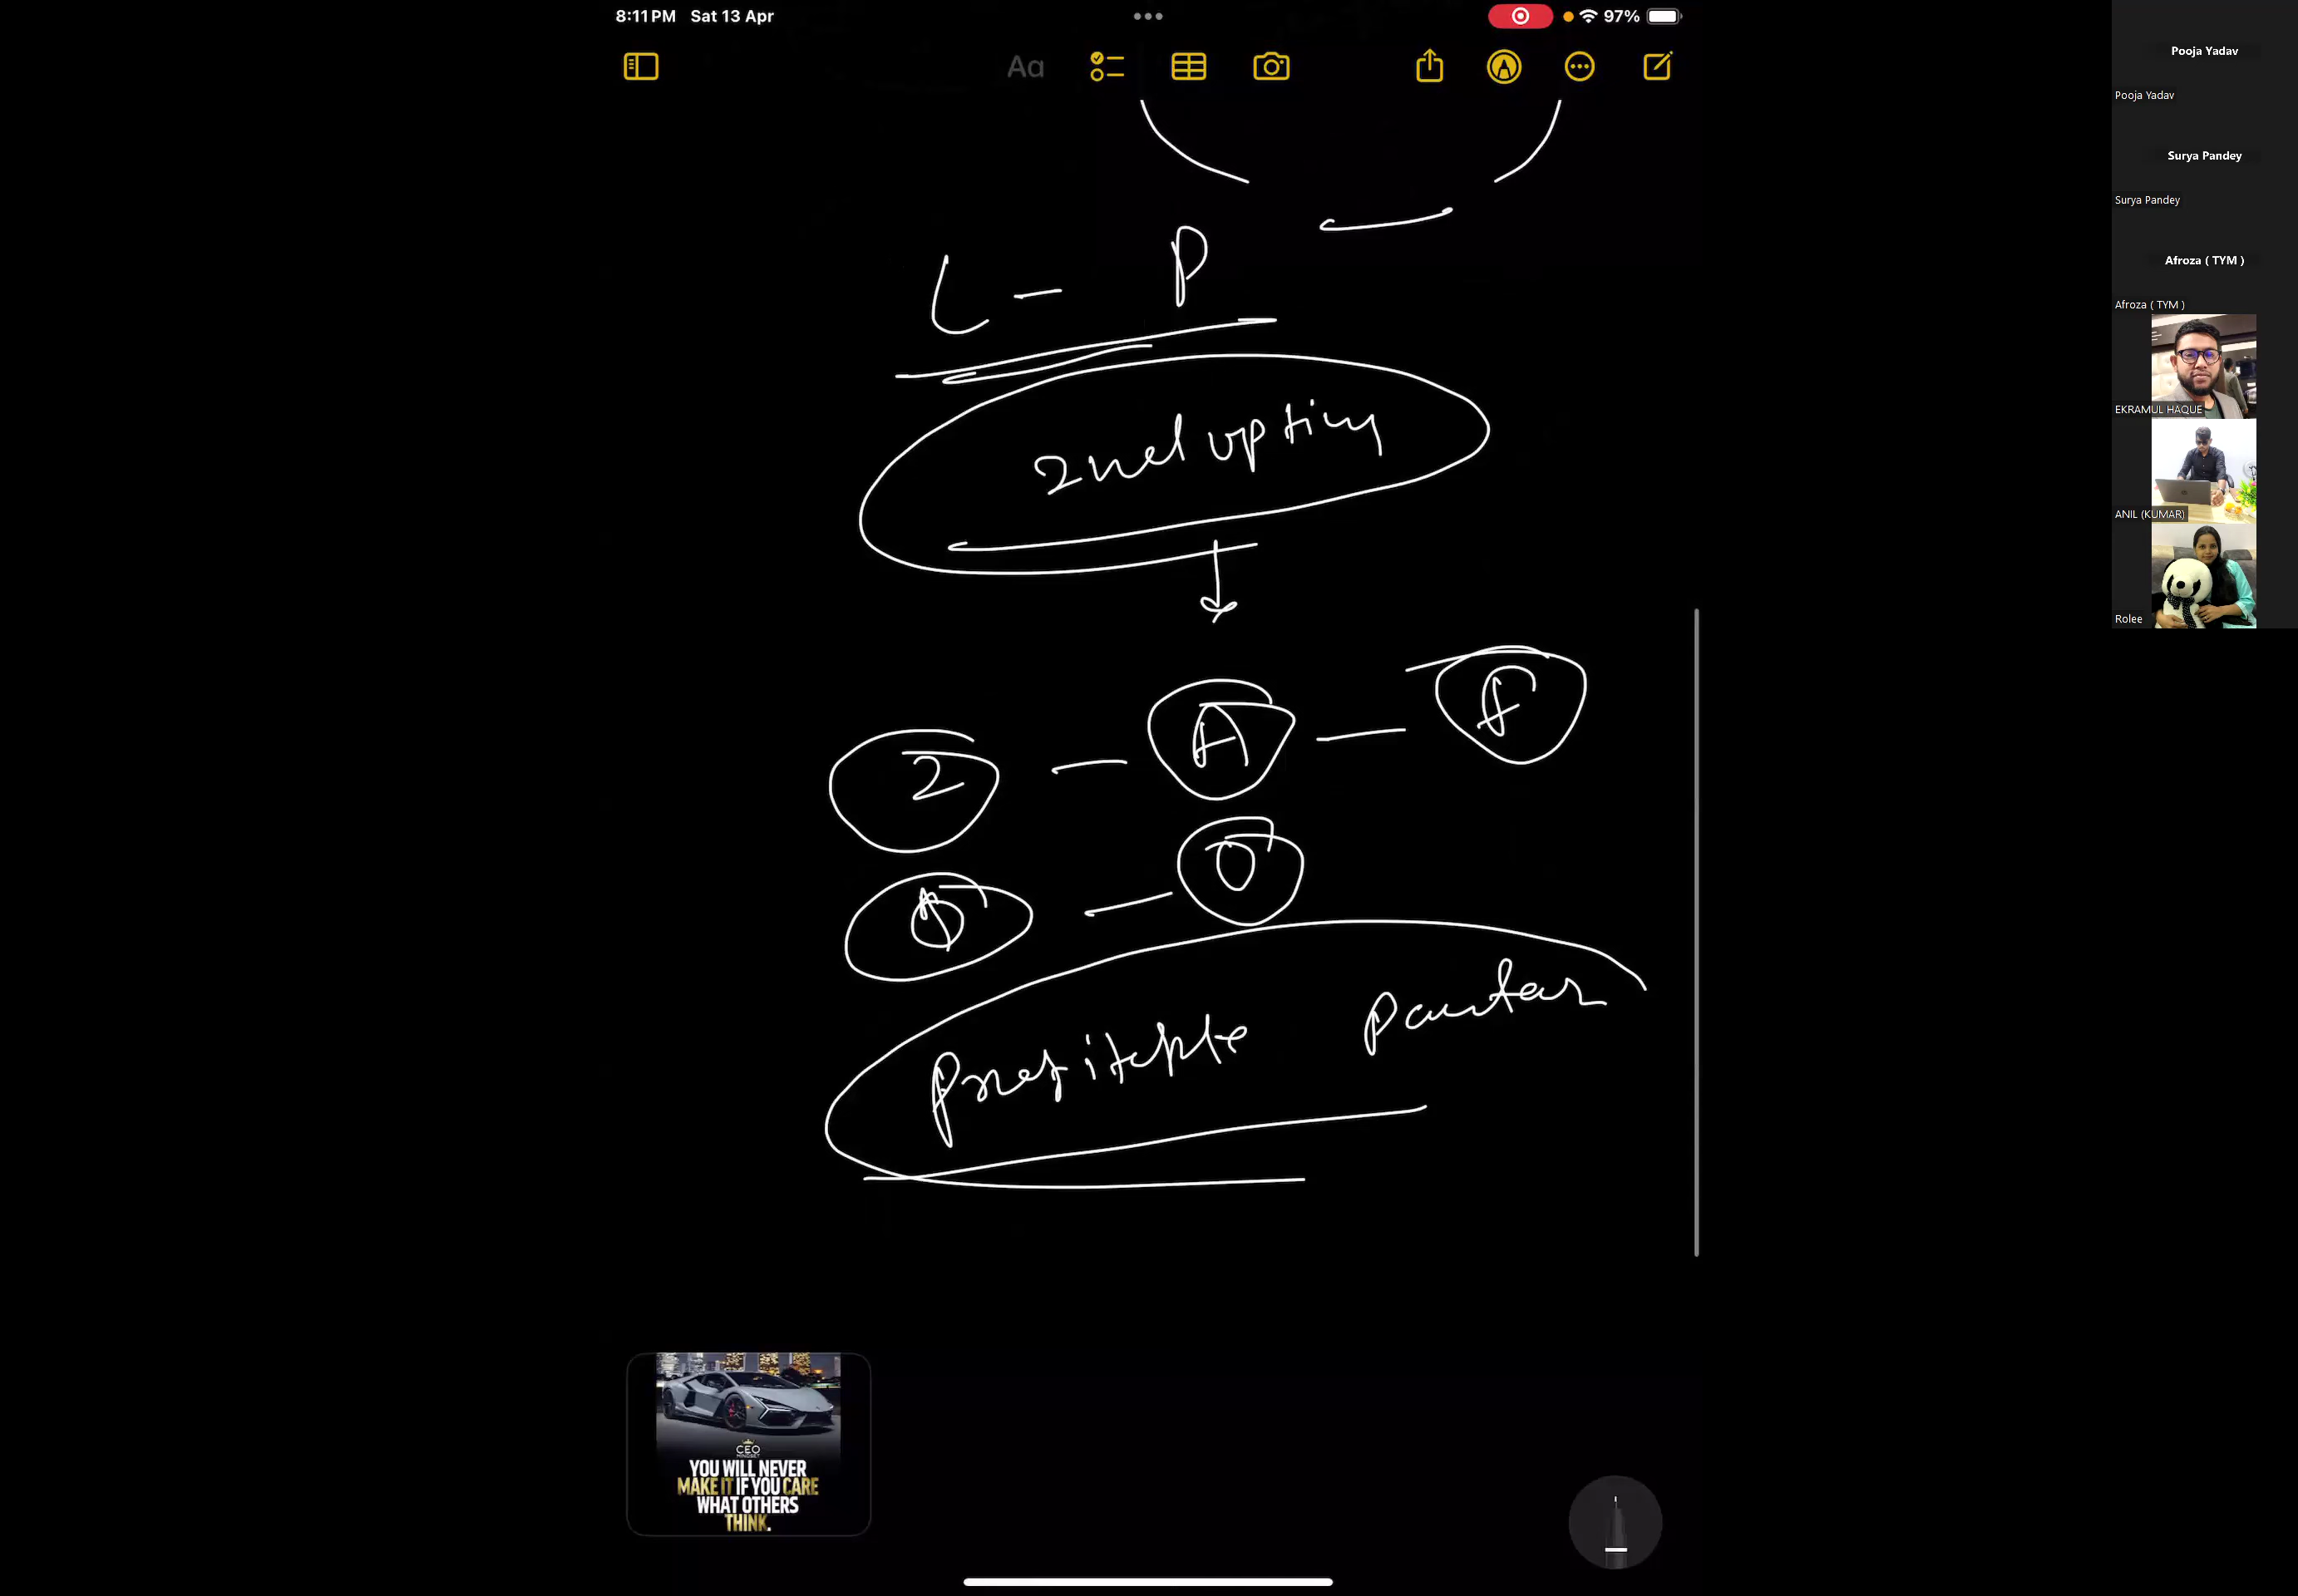 8:11 PM Sat 13 Apr
97%
Aa
L - P
2nd option
2 - A - f
O - O
Profitable Partner
CEO
YOU WILL NEVER
MAKE IT IF YOU CARE
WHAT OTHERS
THINK.
Pooja Yadav
Pooja Yadav
Surya Pandey
Surya Pandey
Afroza ( TYM )
Afroza ( TYM )
EKRAMUL HAQUE
ANIL (KUMAR)
Rolee